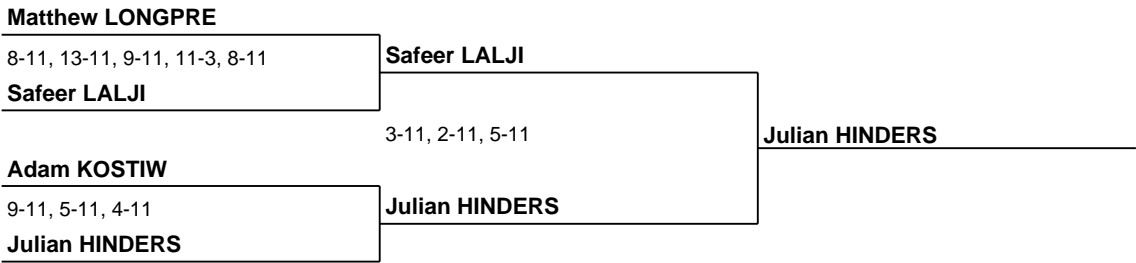 Matthew LONGPRE
8-11, 13-11, 9-11, 11-3, 8-11
Safeer LALJI
Safeer LALJI
3-11, 2-11, 5-11
Julian HINDERS
Adam KOSTIW
9-11, 5-11, 4-11
Julian HINDERS
Julian HINDERS